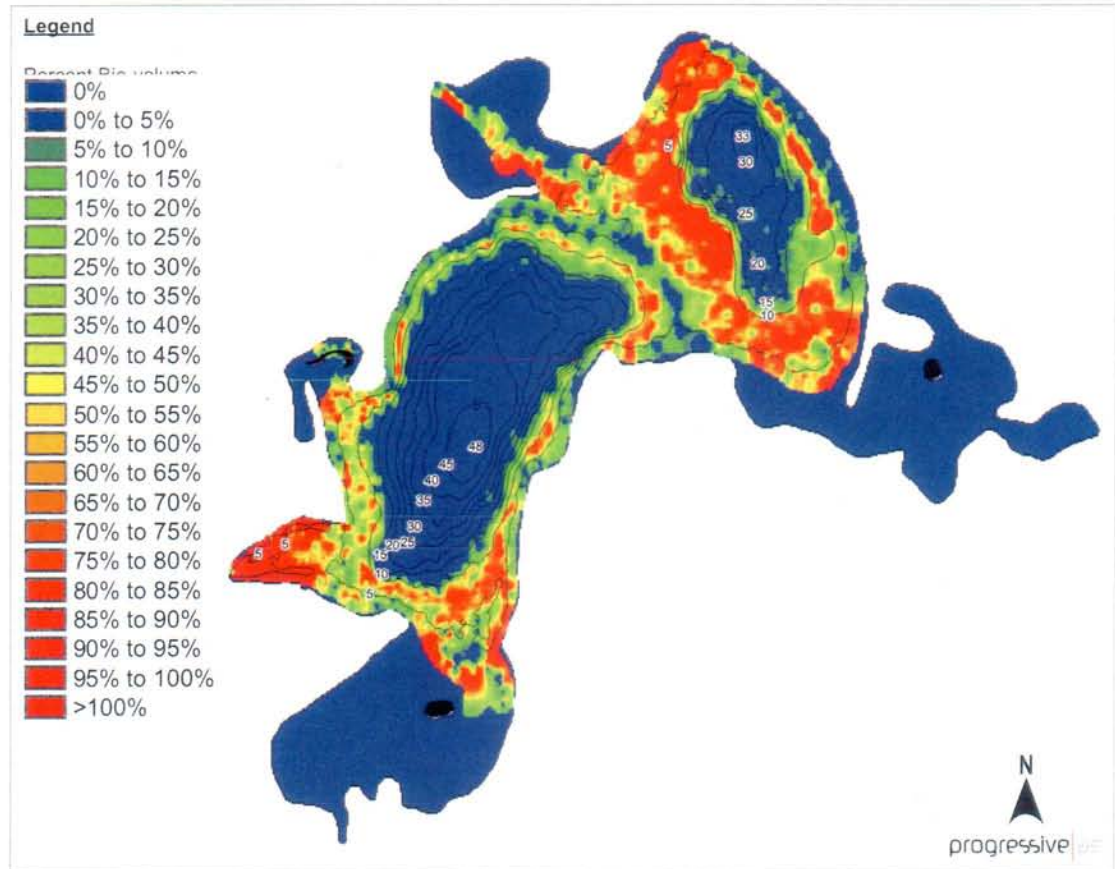 Legend
Percent Bio-volume
0%
0% to 5%
5% to 10%
10% to 15%
15% to 20%
20% to 25%
25% to 30%
30% to 35%
35% to 40%
40% to 45%
45% to 50%
50% to 55%
55% to 60%
60% to 65%
65% to 70%
70% to 75%
75% to 80%
80% to 85%
85% to 90%
90% to 95%
95% to 100%
>100%
33
5
30
25
20
15
10
48
45
40
35
30
20 25
15
5 5
10
5
N
progressive